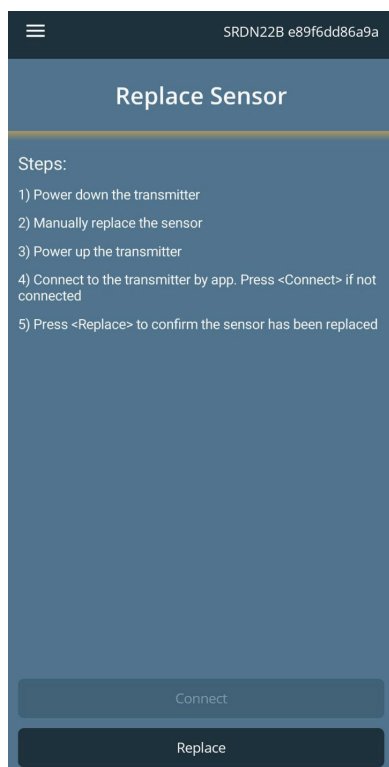 SRDN22B e89f6dd86a9a
Replace Sensor
Steps:
1) Power down the transmitter
2) Manually replace the sensor
3) Power up the transmitter
4) Connect to the transmitter by app. Press <Connect> if not
connected
5) Press <Replace> to confirm the sensor has been replaced
Connect
Replace